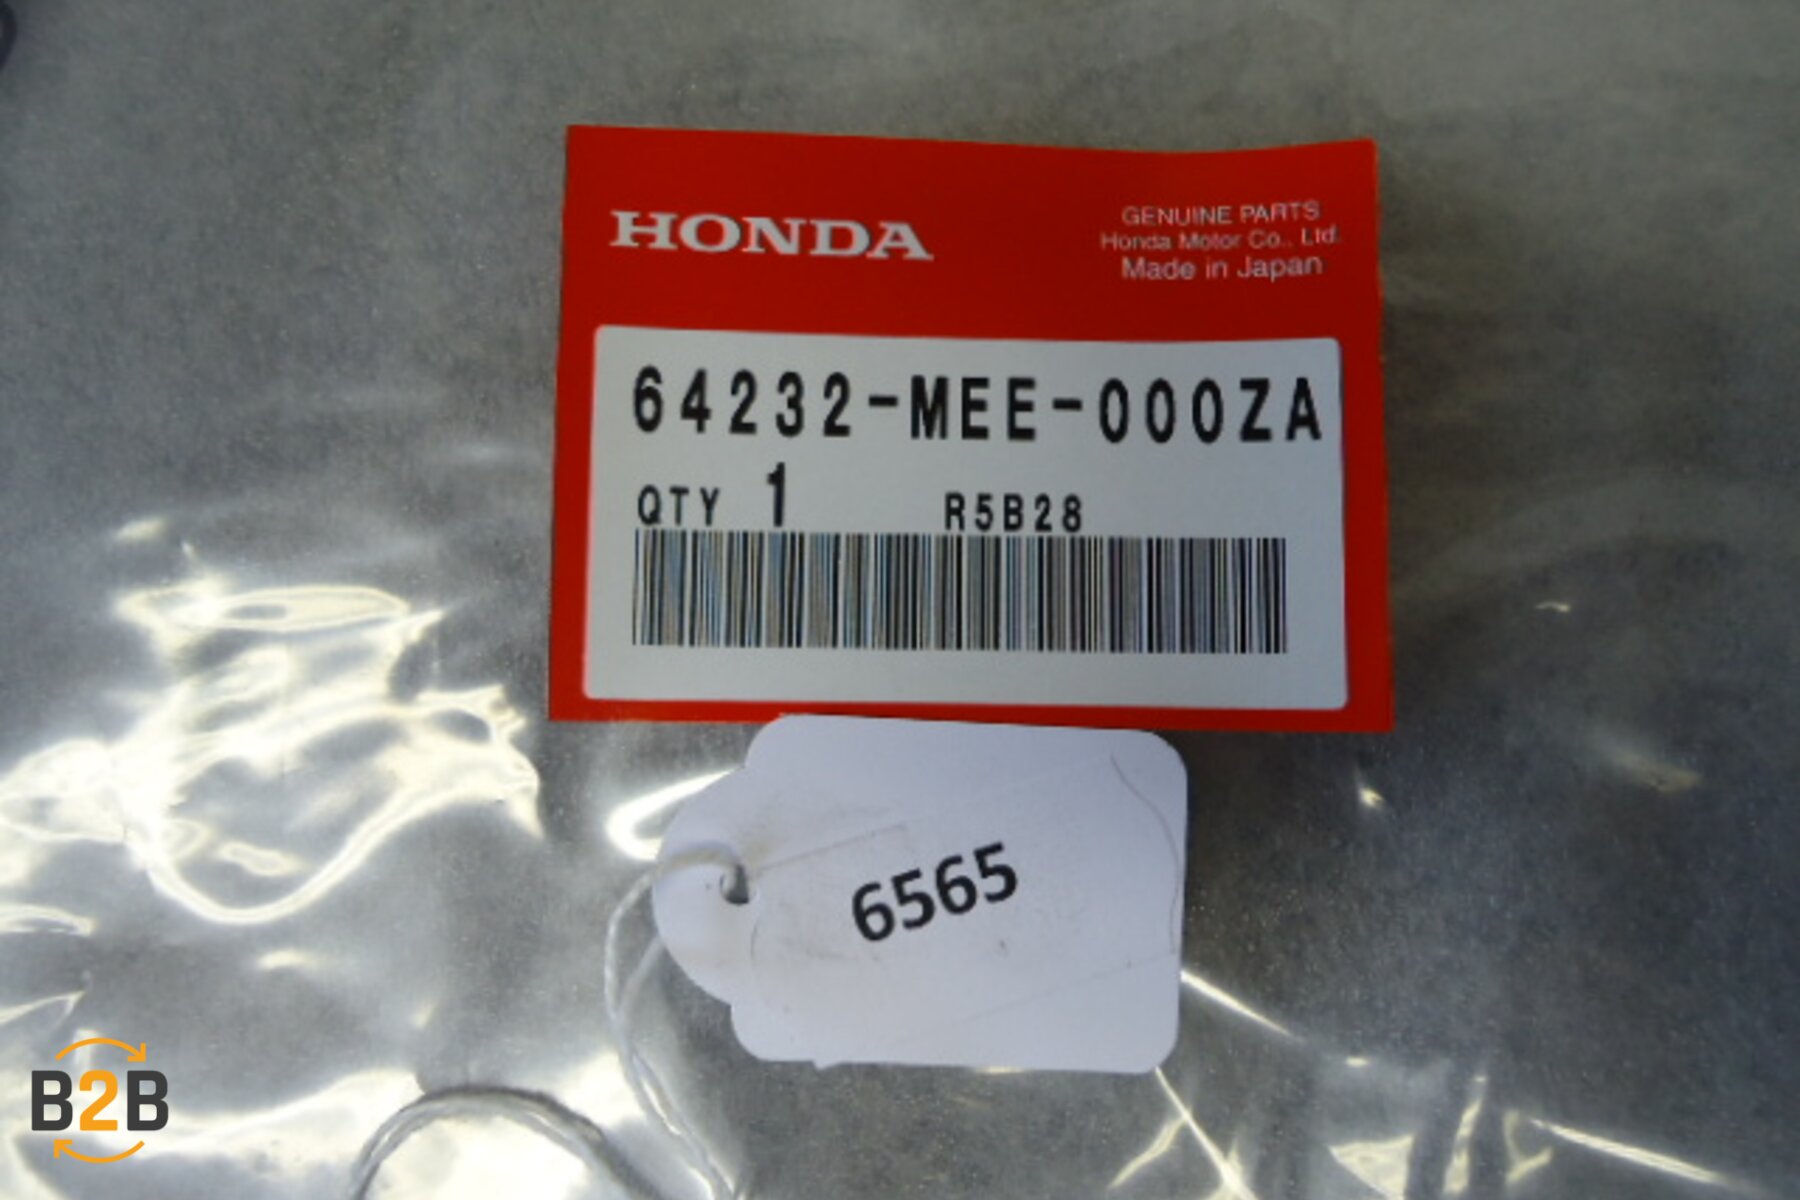 HONDA
GENUINE PARTS
Honda Motor Co., Ltd.
Made in Japan
64232-MEE-000ZA
QTY 1 R5B28
6565
B2B